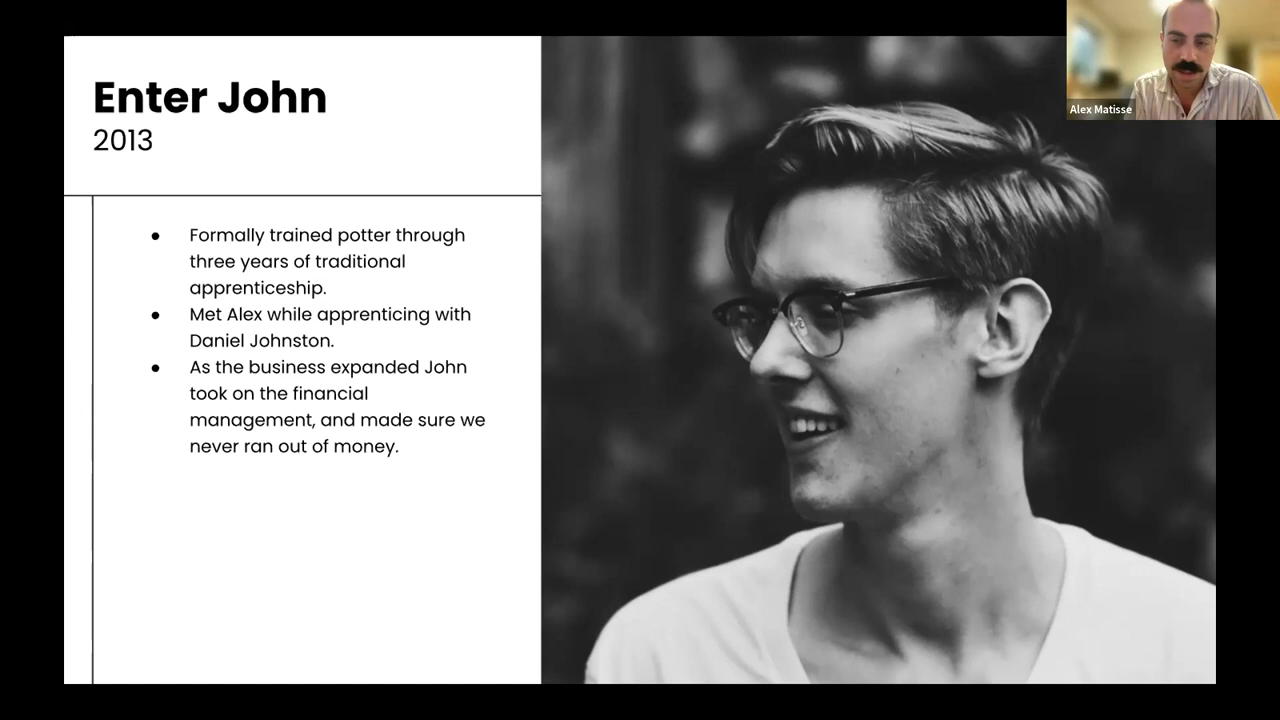 Enter John
2013
● Formally trained potter through
three years of traditional
apprenticeship.
● Met Alex while apprenticing with
Daniel Johnston.
● As the business expanded John
took on the financial
management, and made sure we
never ran out of money.
Alex Matisse